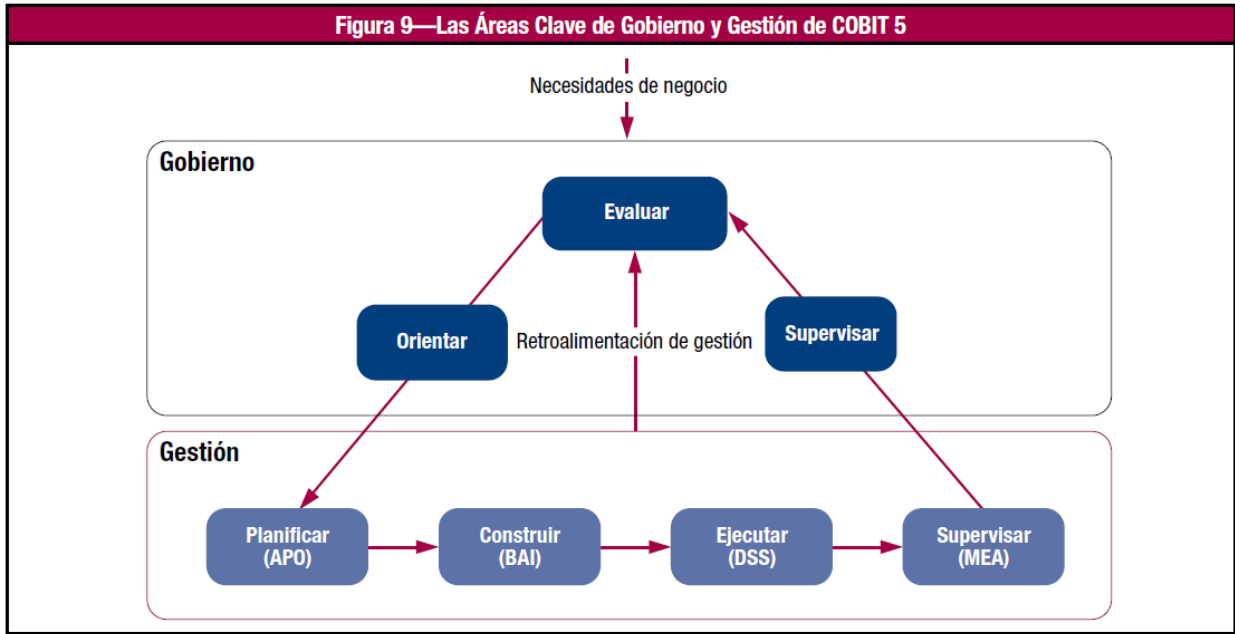 Figura 9—Las Áreas Clave de Gobierno y Gestión de COBIT 5
Necesidades de negocio
Gobierno
Evaluar
Orientar
Retroalimentación de gestión
Supervisar
Gestión
Planificar
(APO)
Construir
(BAI)
Ejecutar
(DSS)
Supervisar
(MEA)